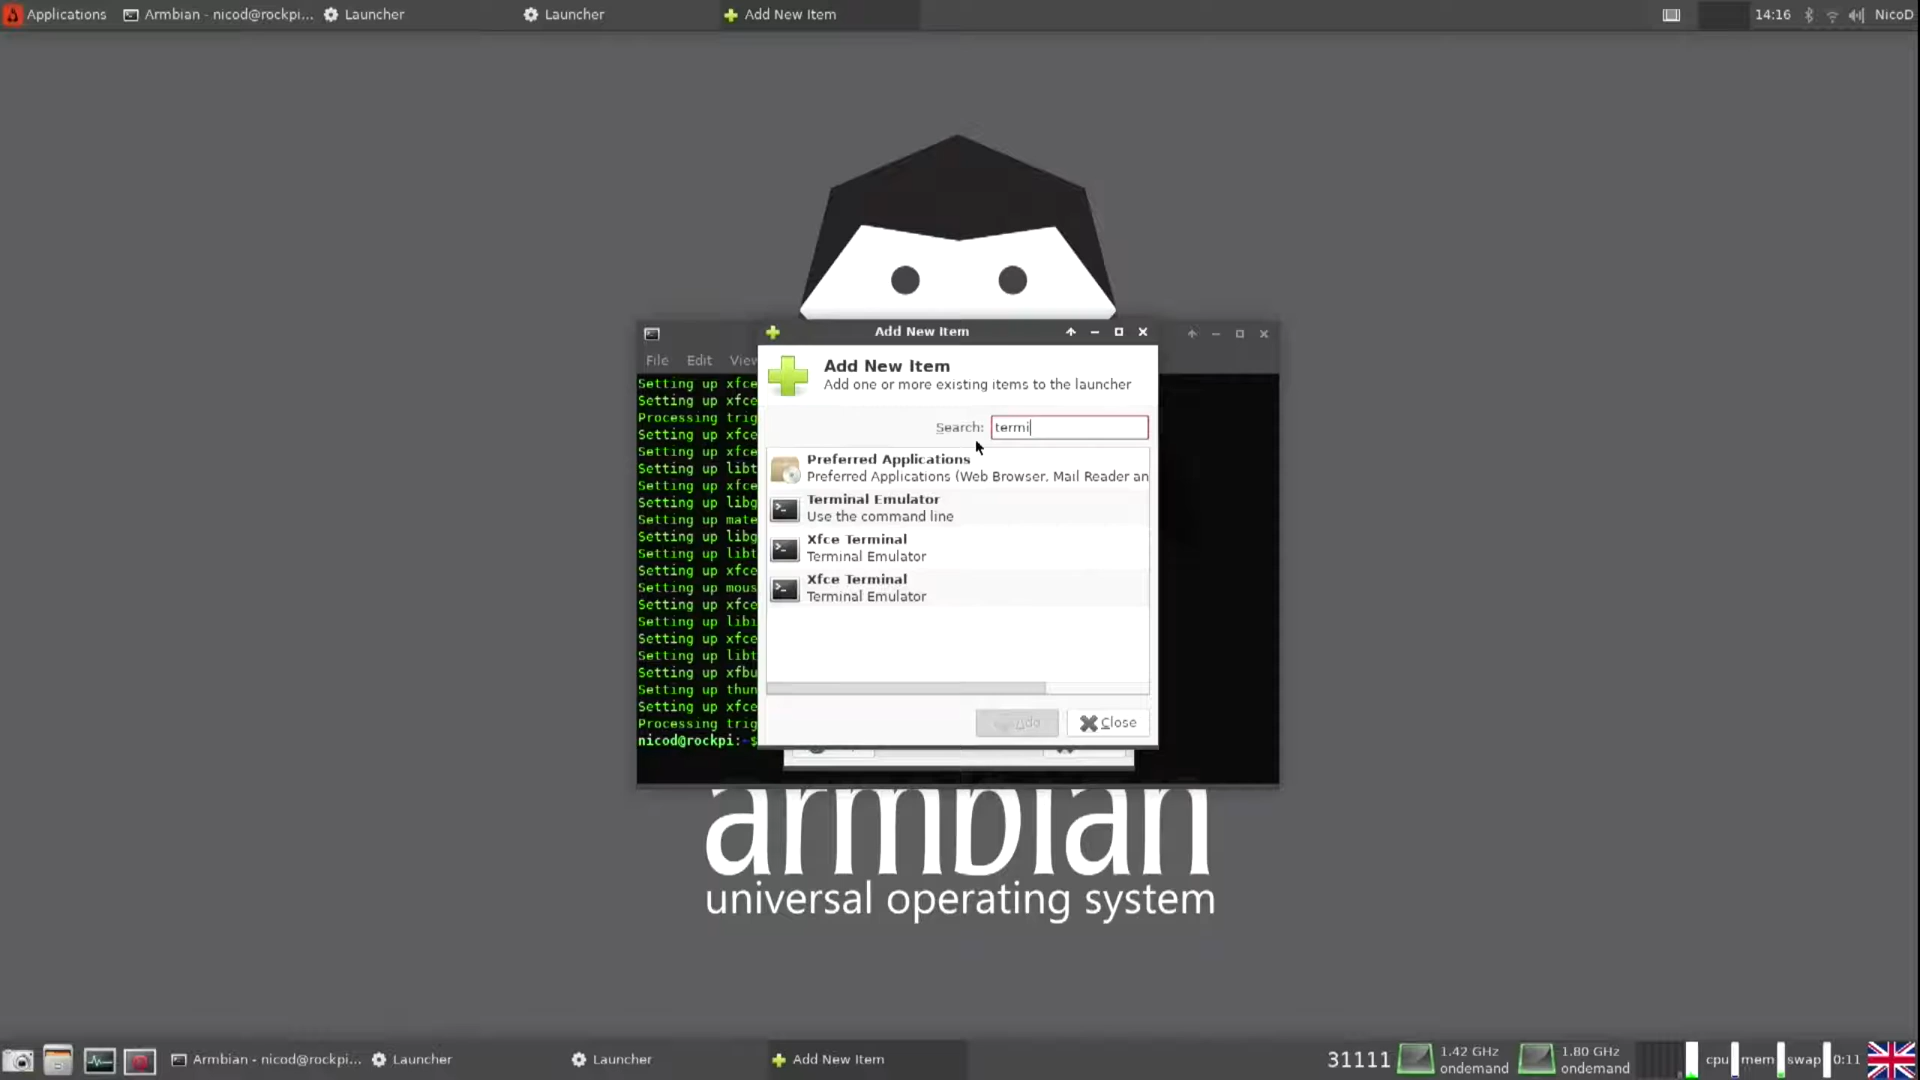 Applications
Armbian - nicod@rockpi...
Launcher
Launcher
Add New Item
14:16
NicoD
Add New Item
File Edit View
Add New Item
Add one or more existing items to the launcher
Search: termi
Preferred Applications
Preferred Applications (Web Browser, Mail Reader an
Terminal Emulator
Use the command line
Xfce Terminal
Terminal Emulator
Xfce Terminal
Terminal Emulator
Add
Close
Setting up xfce
Setting up xfce
Processing trig
Setting up xfce
Setting up xfce
Setting up libt
Setting up xfce
Setting up libg
Setting up mate
Setting up libg
Setting up libt
Setting up xfce
Setting up mous
Setting up xfce
Setting up libi
Setting up xfce
Setting up libt
Setting up xfbu
Setting up thun
Setting up xfce
Processing trig
nicod@rockpi:~$
armbian
universal operating system
Armbian - nicod@rockpi...
Launcher
Launcher
Add New Item
31111
1.42 GHz
ondemand
1.80 GHz
ondemand
cpu
mem
swap
0:11